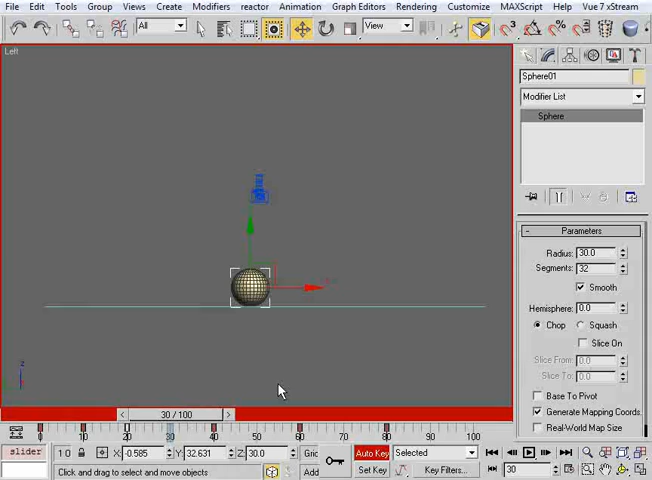 File Edit Tools Group Views Create Modifiers reactor Animation Graph Editors Rendering Customize MAXScript Help Vue 7 xStream
All View
Left
Sphere01
Modifier List
Sphere
- Parameters
Radius: 30.0
Segments: 32
Smooth
Hemisphere: 0.0
Chop Squash
Slice On
Slice From: 0.0
Slice To: 0.0
Base To Pivot
Generate Mapping Coords.
Real-World Map Size
< 30 / 100 >
0 10 20 30 40 50 60 70 80 90 100
slider 1 0 X: -0.585 Y: 32.631 Z: 30.0 Grid Auto Key Selected
Click and drag to select and move objects Add Set Key Key Filters... 30